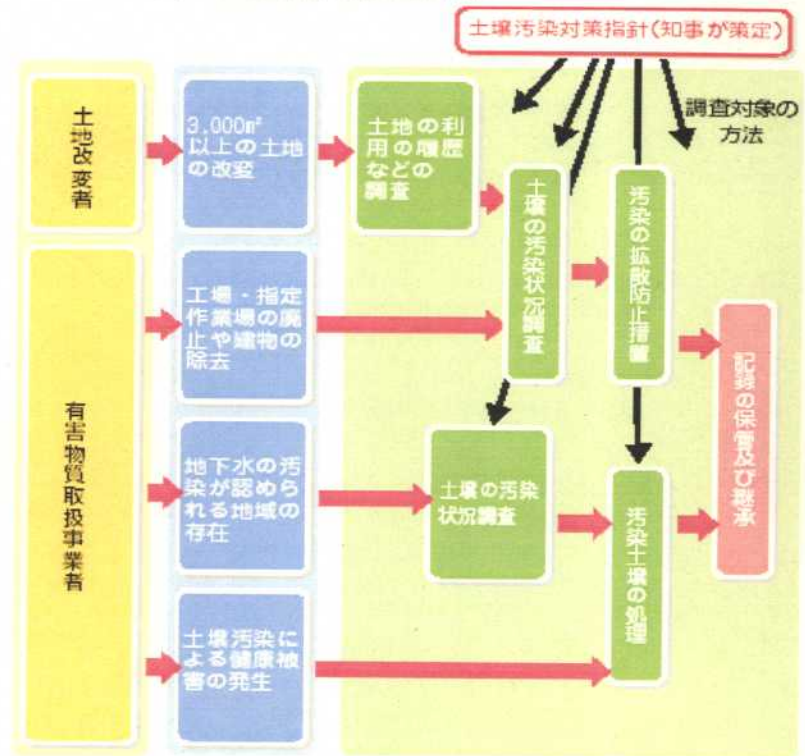 土壌汚染対策指針(知事が策定)
調査対象の
方法
土地改変者
3,000㎡
以上の土地
の改変
土地の利
用の履歴
などの
調査
土壌の汚染状況調査
汚染の拡散防止措置
有害物質取扱事業者
工場・指定
作業場の廃
止や建物の
除去
記録の保管及び継承
地下水の汚
染が認めら
れる地域の
存在
土壌の汚染
状況調査
汚染土壌の処理
土壌汚染に
よる健康被
害の発生